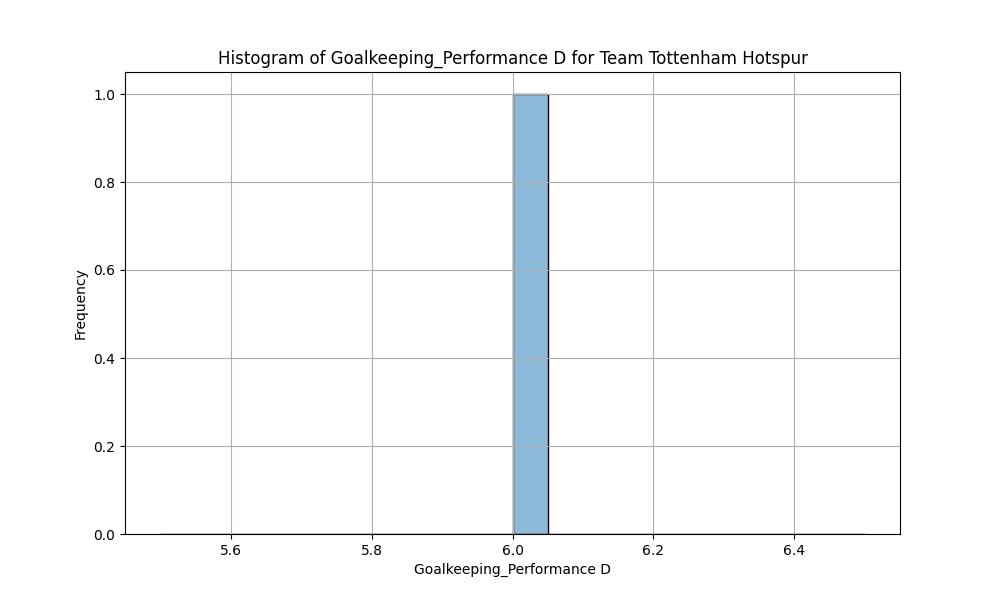 Histogram of Goalkeeping_Performance D for Team Tottenham Hotspur
1.0
0.8
0.6
0.4
0.2
0.0
Frequency
5.6 5.8 6.0 6.2 6.4
Goalkeeping_Performance D